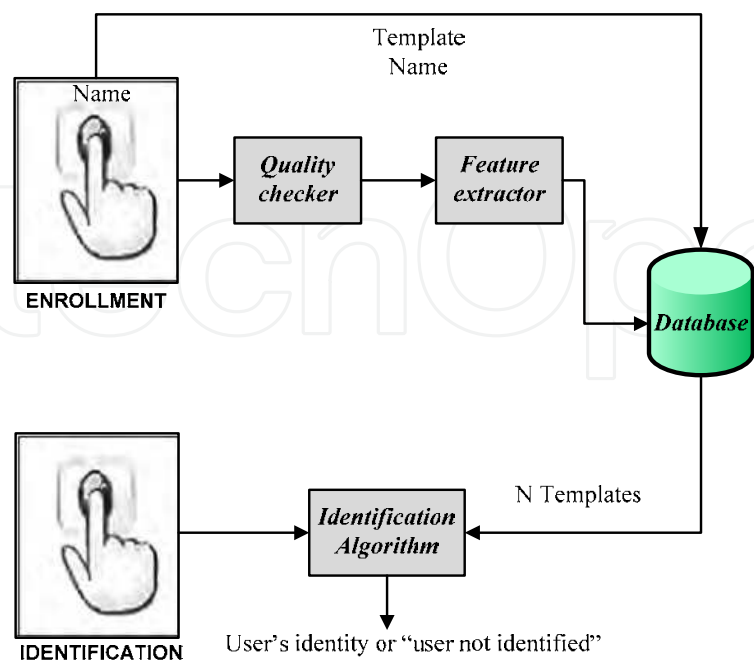 Template
Name
Name
Quality
checker
Feature
extractor
ENROLLMENT
Database
N Templates
Identification
Algorithm
User's identity or “user not identified”
IDENTIFICATION